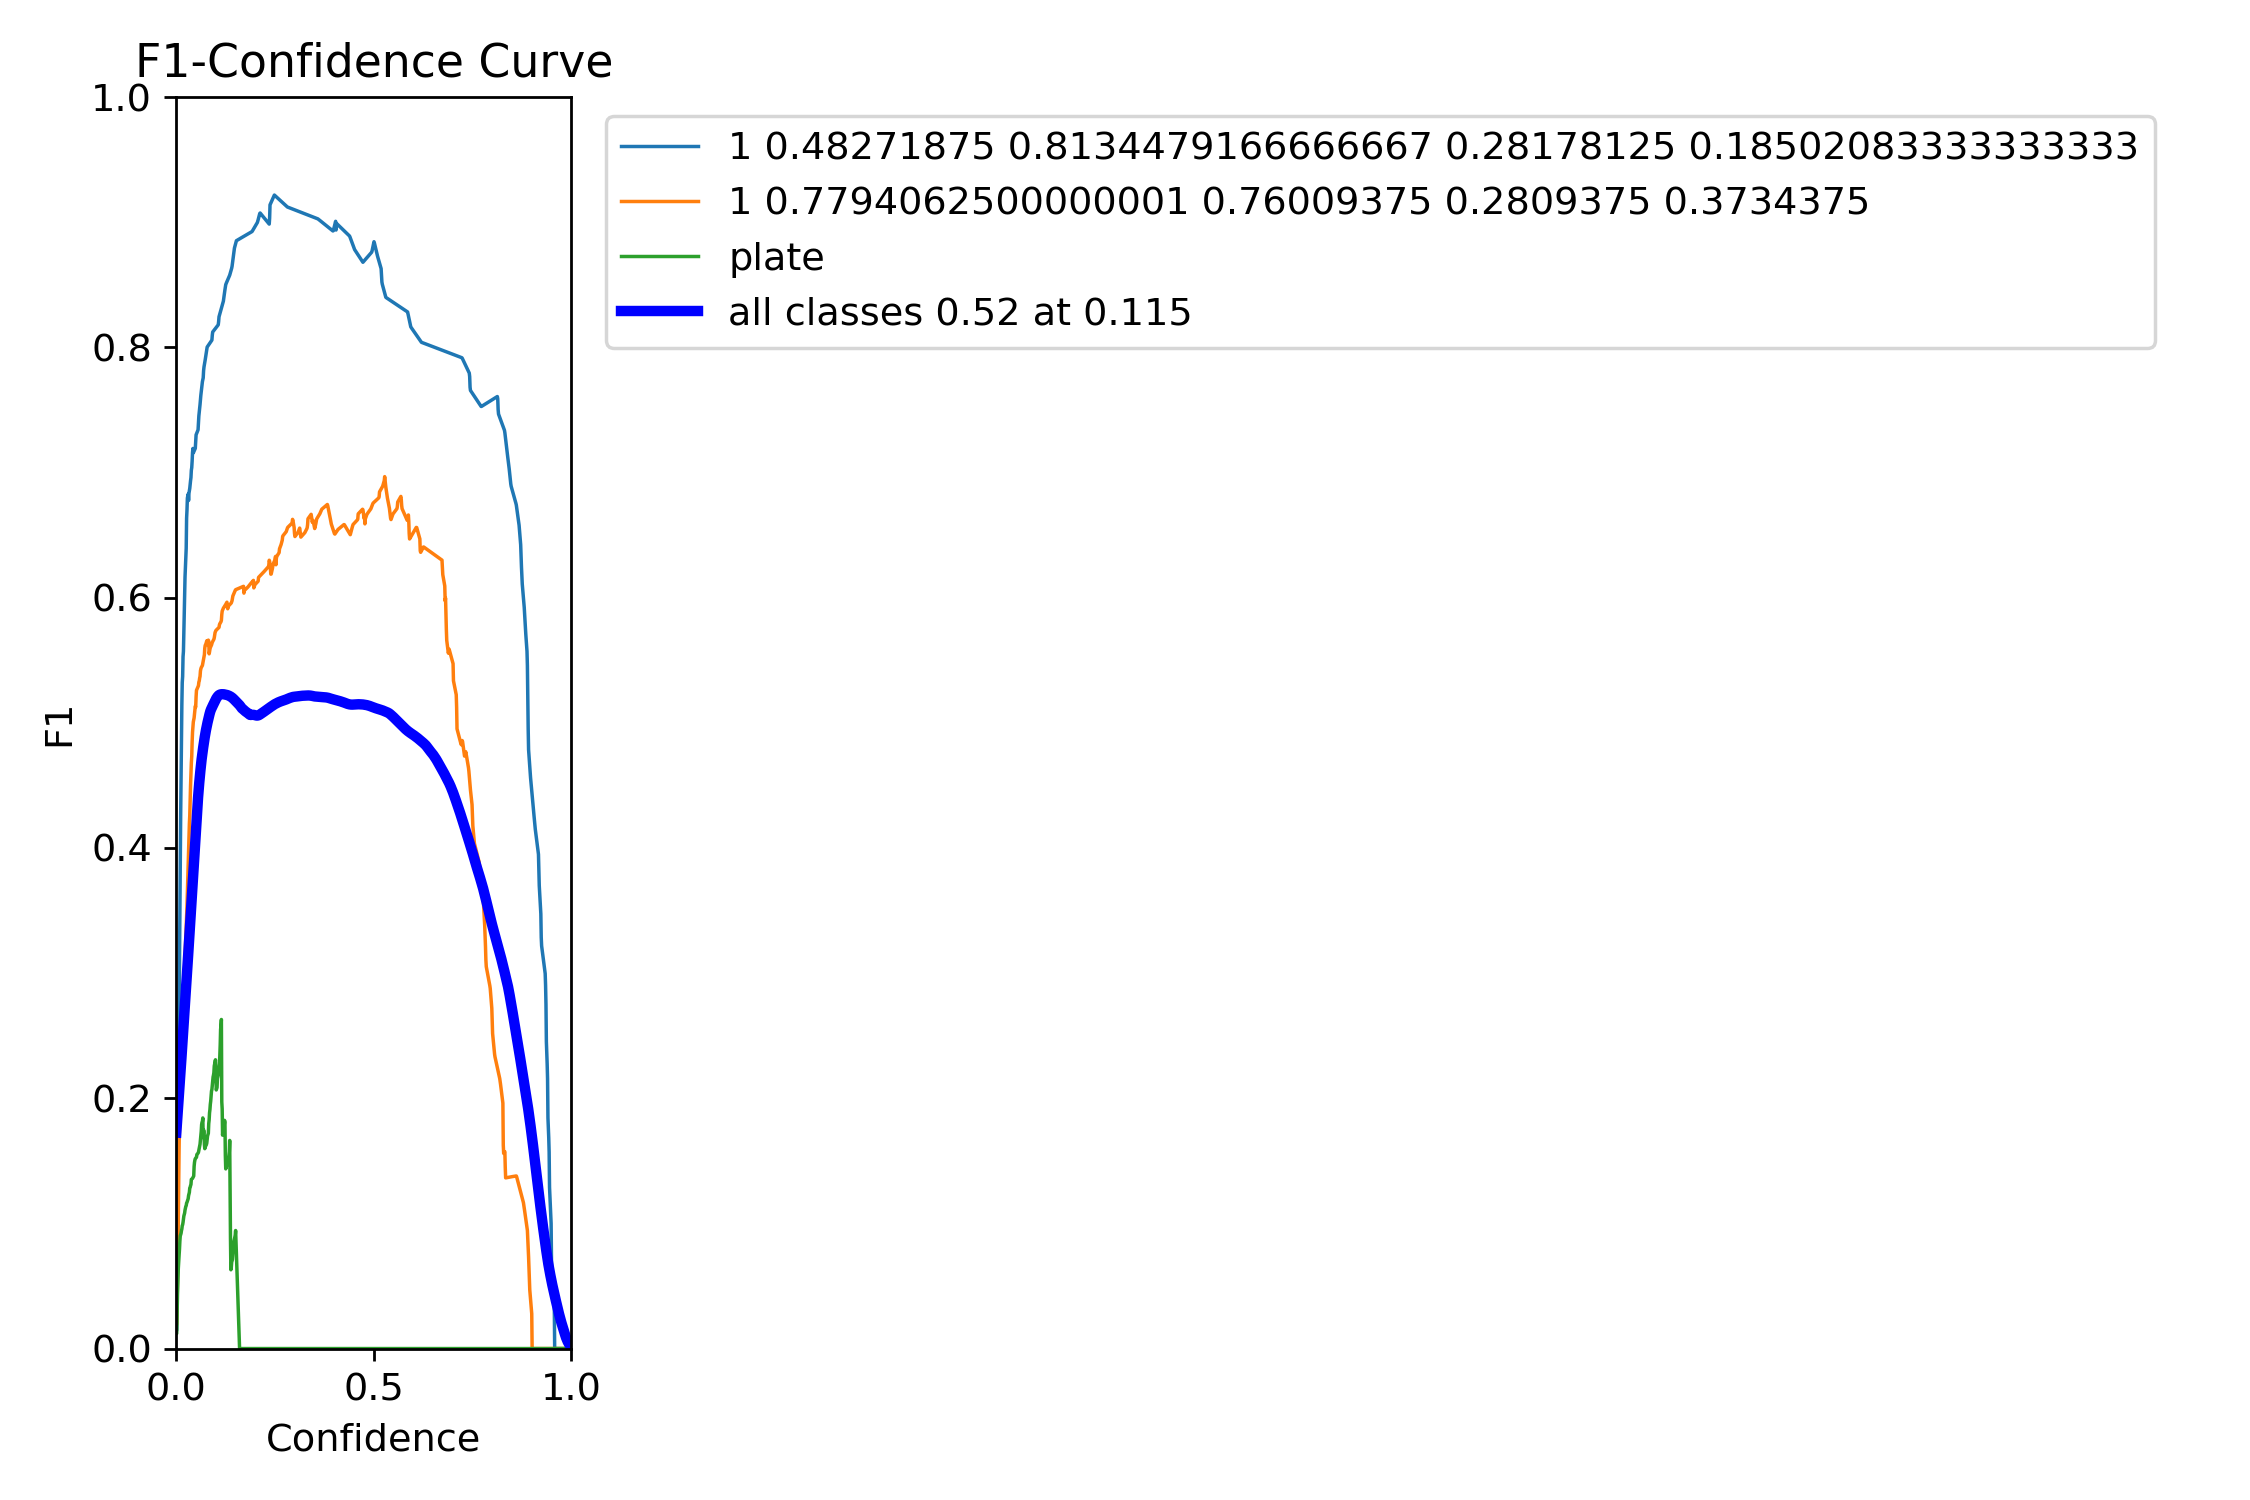 F1-Confidence Curve
1.0
0.8
0.6
0.4
0.2
0.0
F1
0.0 0.5 1.0
Confidence
1 0.48271875 0.8134479166666667 0.28178125 0.18502083333333333
1 0.7794062500000001 0.76009375 0.2809375 0.3734375
plate
all classes 0.52 at 0.115